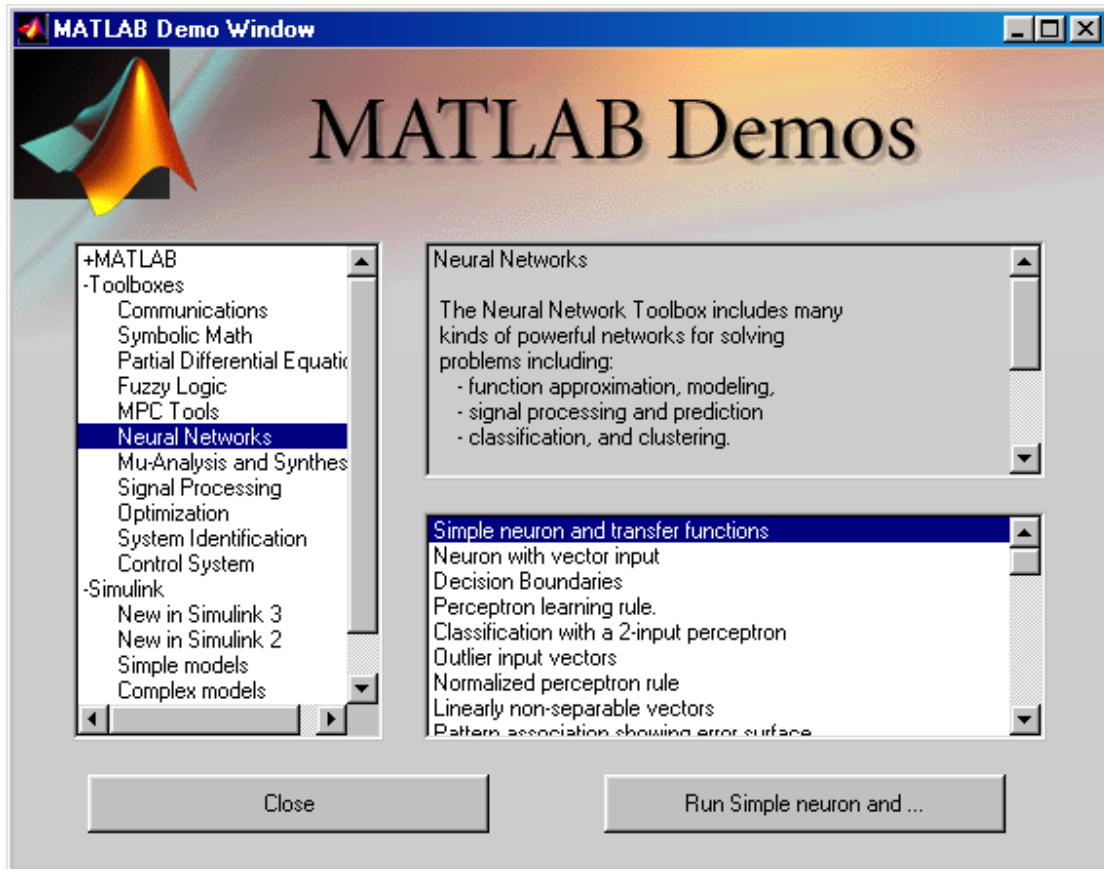 MATLAB Demo Window
MATLAB Demos
+MATLAB
-Toolboxes
Communications
Symbolic Math
Partial Differential Equatic
Fuzzy Logic
MPC Tools
Neural Networks
Mu-Analysis and Synthes
Signal Processing
Optimization
System Identification
Control System
-Simulink
New in Simulink 3
New in Simulink 2
Simple models
Complex models
Neural Networks
The Neural Network Toolbox includes many
kinds of powerful networks for solving
problems including:
- function approximation, modeling,
- signal processing and prediction
- classification, and clustering.
Simple neuron and transfer functions
Neuron with vector input
Decision Boundaries
Perceptron learning rule.
Classification with a 2-input perceptron
Outlier input vectors
Normalized perceptron rule
Linearly non-separable vectors
Pattern association showing error surface
Close
Run Simple neuron and ...